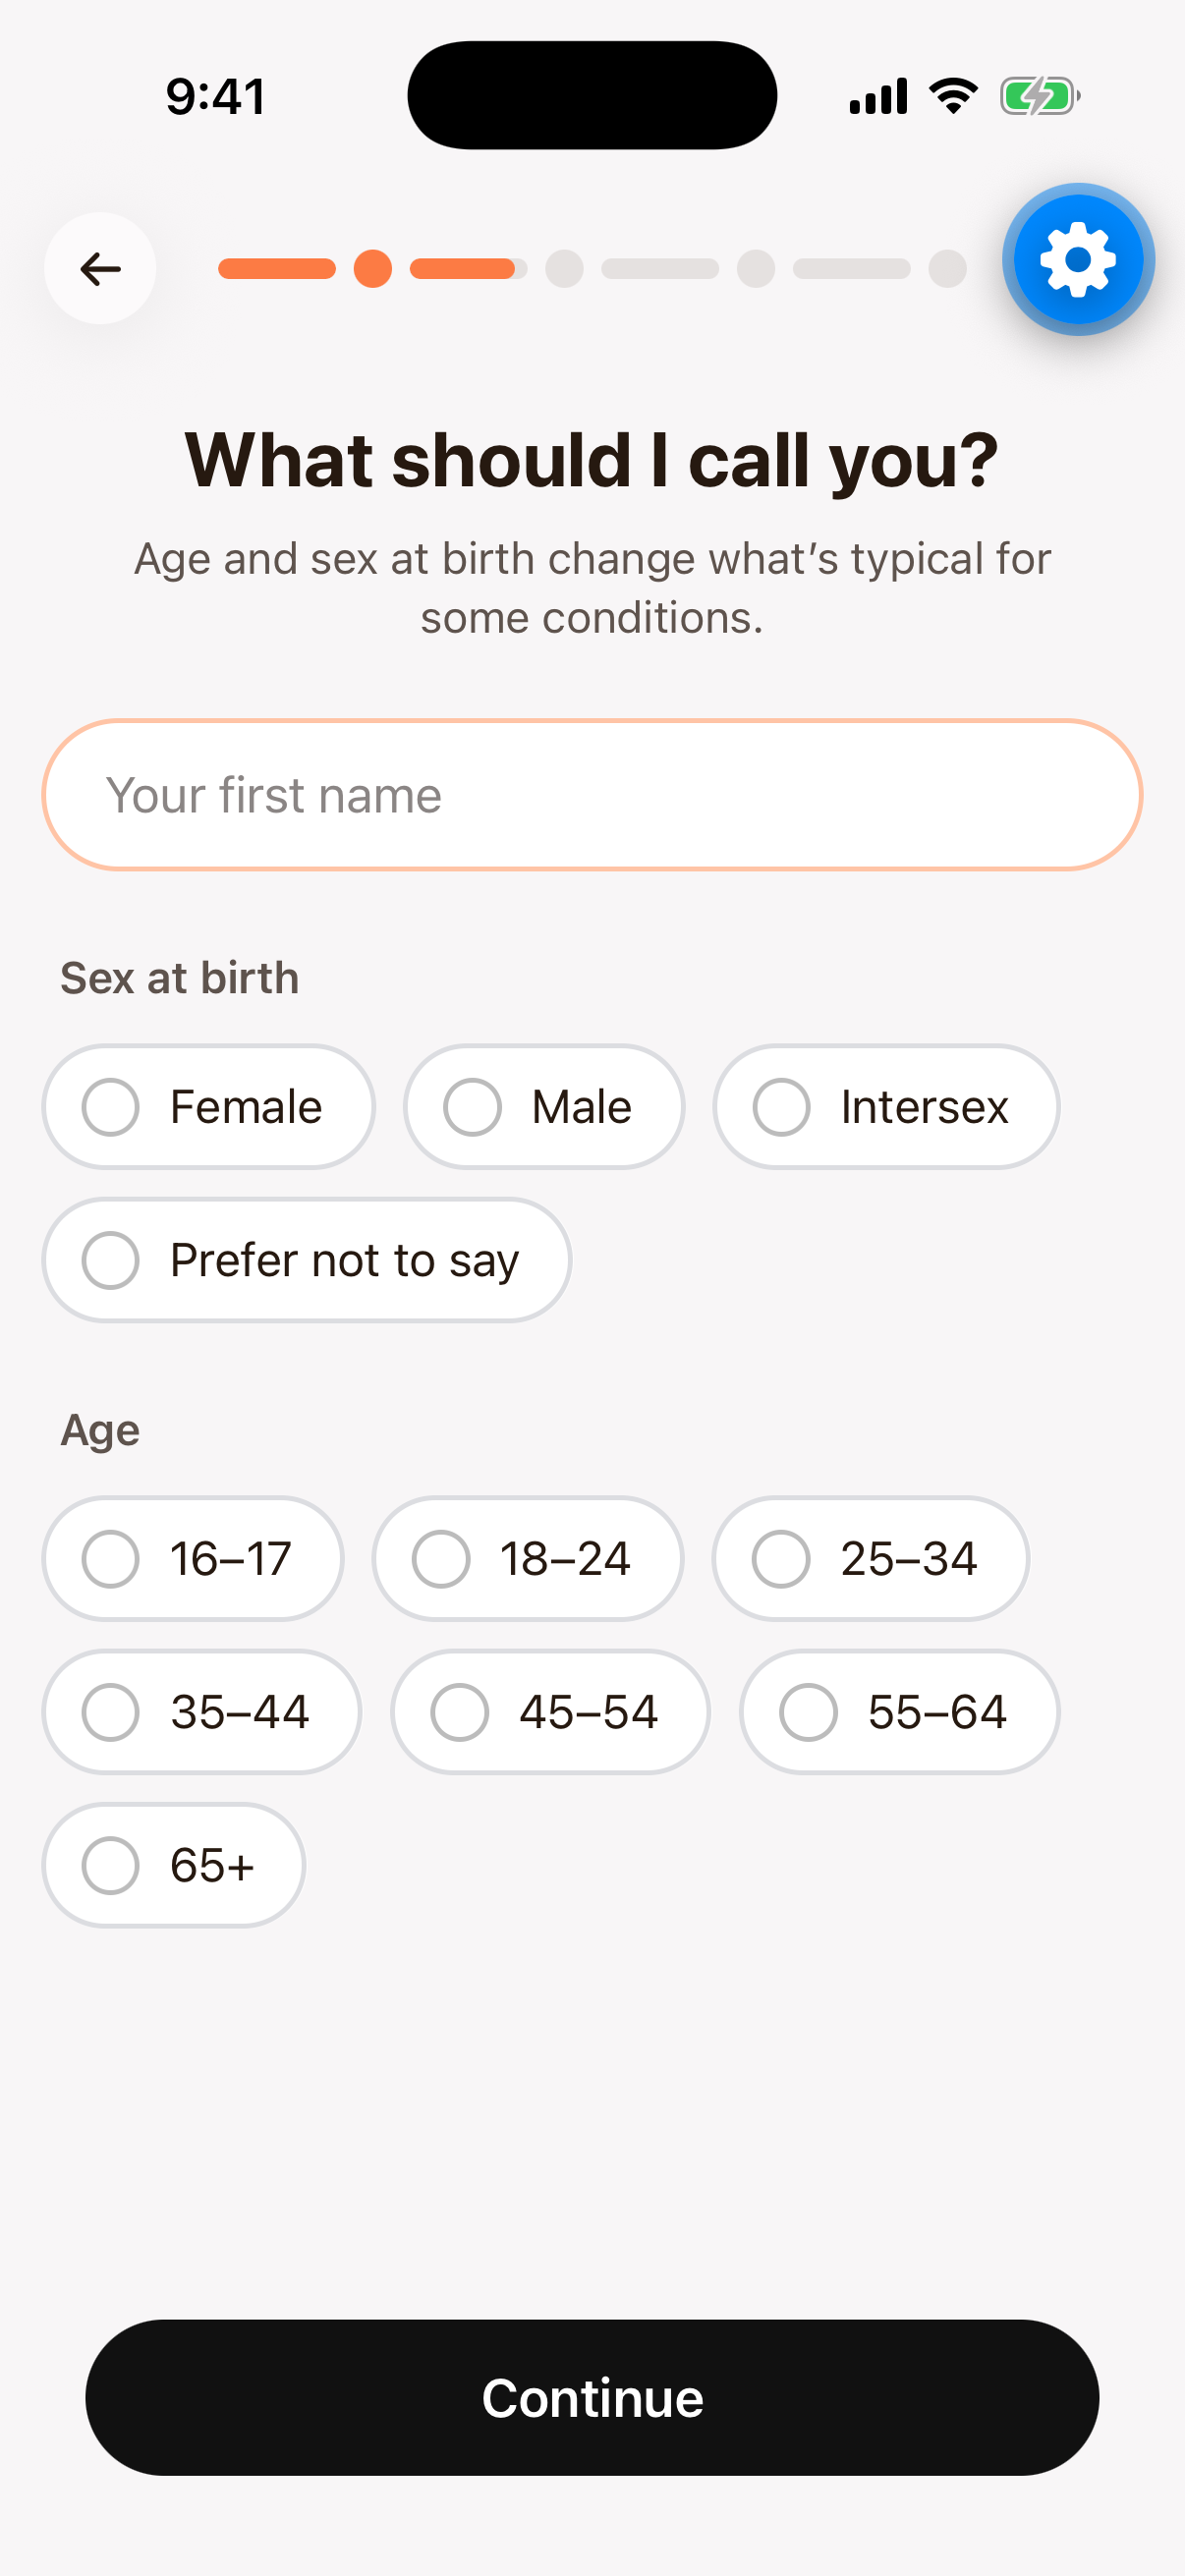 9:41
What should I call you?
Age and sex at birth change what’s typical for
some conditions.
Your first name
Sex at birth
Female
Male
Intersex
Prefer not to say
Age
16–17
18–24
25–34
35–44
45–54
55–64
65+
Continue